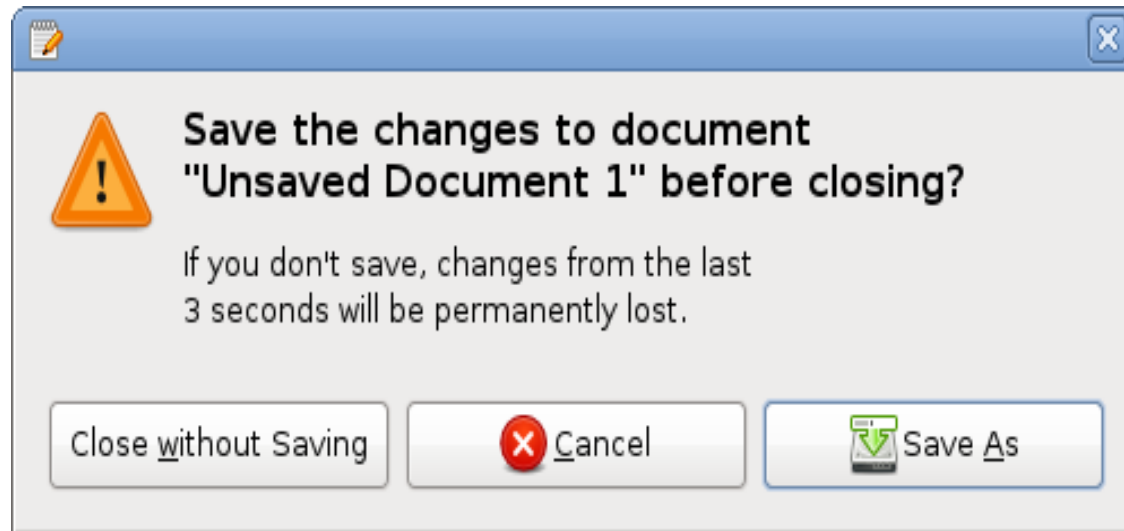 Save the changes to document
"Unsaved Document 1" before closing?
If you don't save, changes from the last
3 seconds will be permanently lost.
Close without Saving
Cancel
Save As